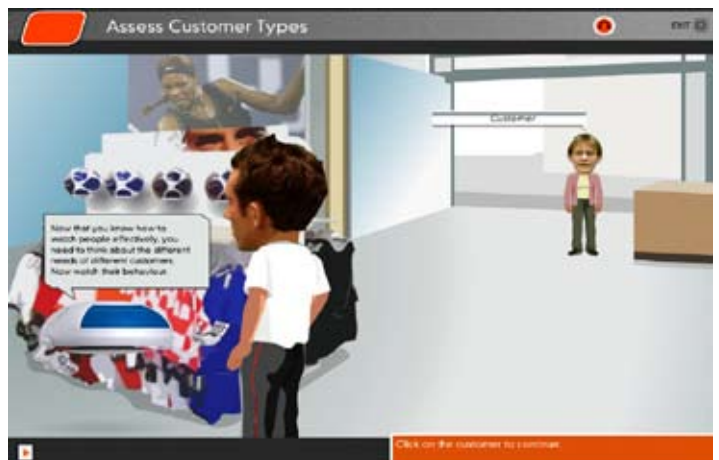 Assess Customer Types
EXIT
Customer
Now that you know how to
watch people effectively, you
need to think about the different
needs of different customers.
Now watch their behaviour.
Click on the customer to continue